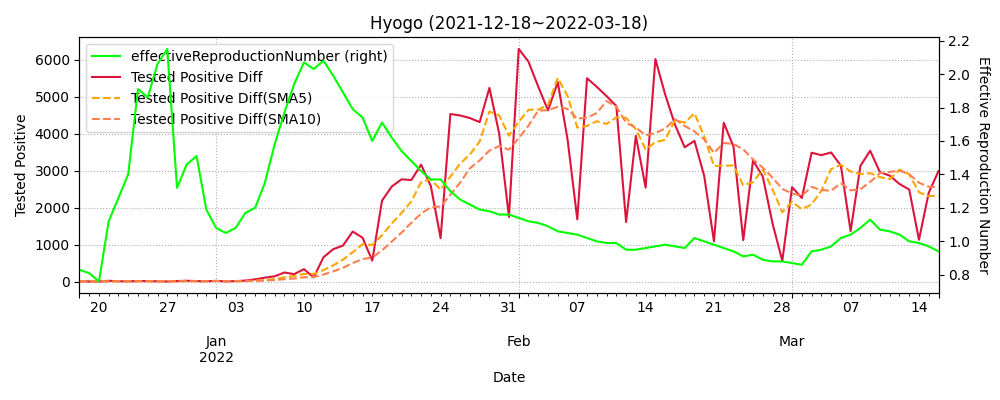 Hyogo (2021-12-18~2022-03-18)
effectiveReproductionNumber (right)
Tested Positive Diff
Tested Positive Diff(SMA5)
Tested Positive Diff(SMA10)
Tested Positive
6000
5000
4000
3000
2000
1000
0
Effective Reproduction Number
2.2
2.0
1.8
1.6
1.4
1.2
1.0
0.8
20 27 03 10 17 24 31 07 14 21 28 07 14
Jan Feb Mar
2022
Date